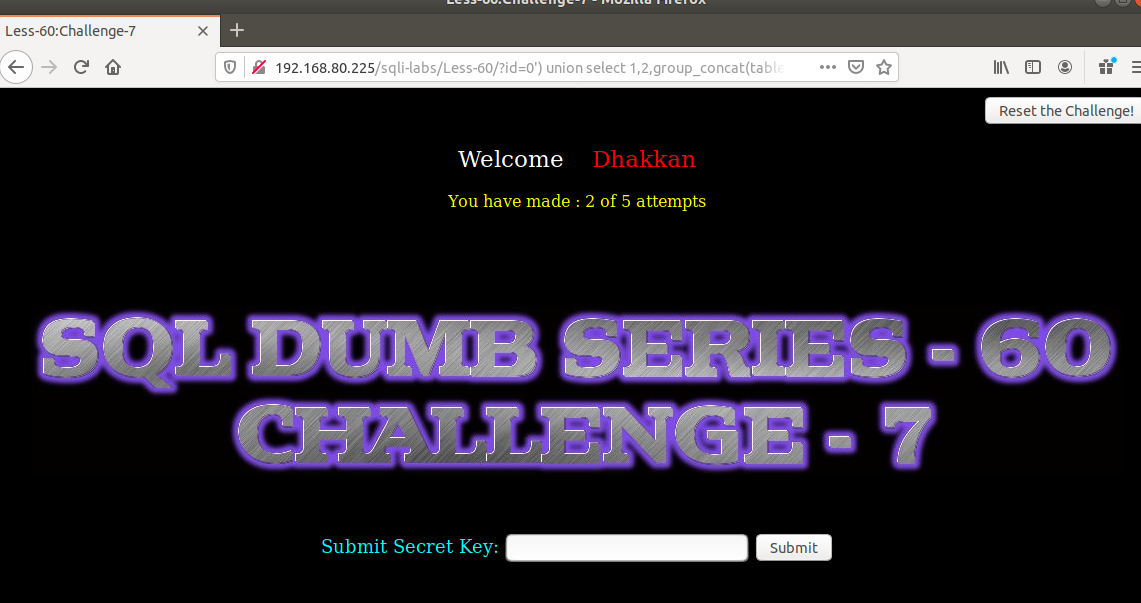 Less-60:Challenge-7 - Mozilla Firefox
Less-60:Challenge-7
192.168.80.225/sqli-labs/Less-60/?id=0') union select 1,2,group_concat(table
Reset the Challenge!
Welcome Dhakkan
You have made : 2 of 5 attempts
SQL DUMB SERIES - 60
CHALLENGE - 7
Submit Secret Key:
Submit